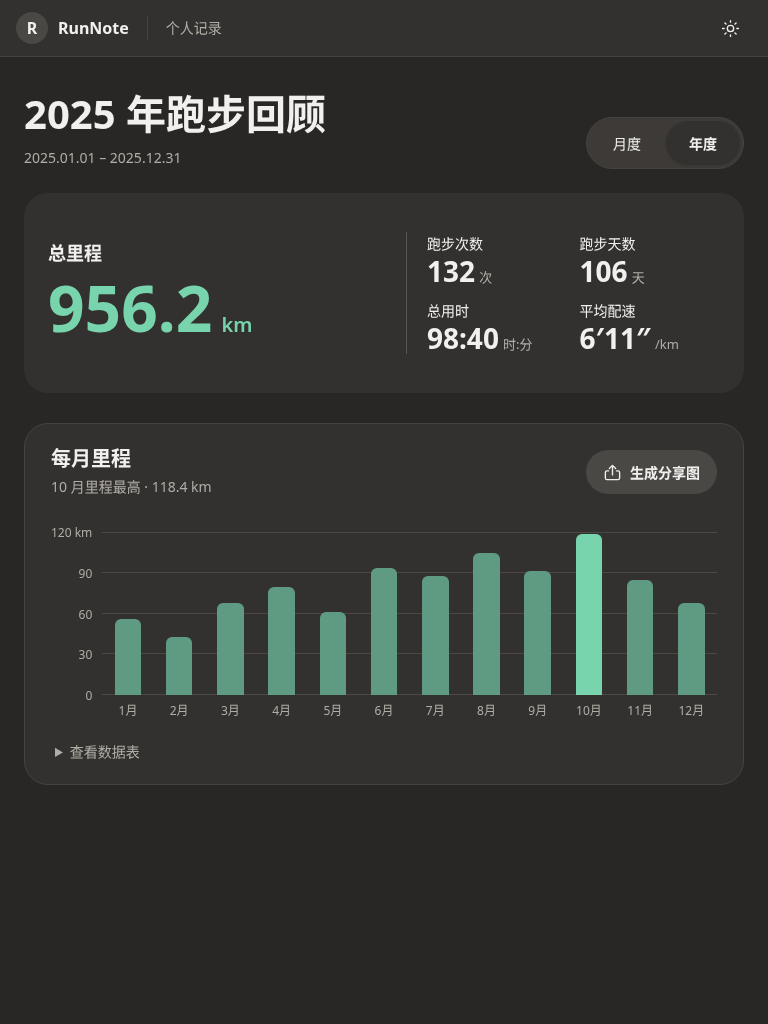 R RunNote 个人记录
2025 年跑步回顾
2025.01.01 – 2025.12.31
月度 年度
总里程
956.2 km
跑步次数
132 次
跑步天数
106 天
总用时
98:40 时:分
平均配速
6′11″ /km
每月里程
10 月里程最高 · 118.4 km
生成分享图
120 km
90
60
30
0
1月 2月 3月 4月 5月 6月 7月 8月 9月 10月 11月 12月
查看数据表